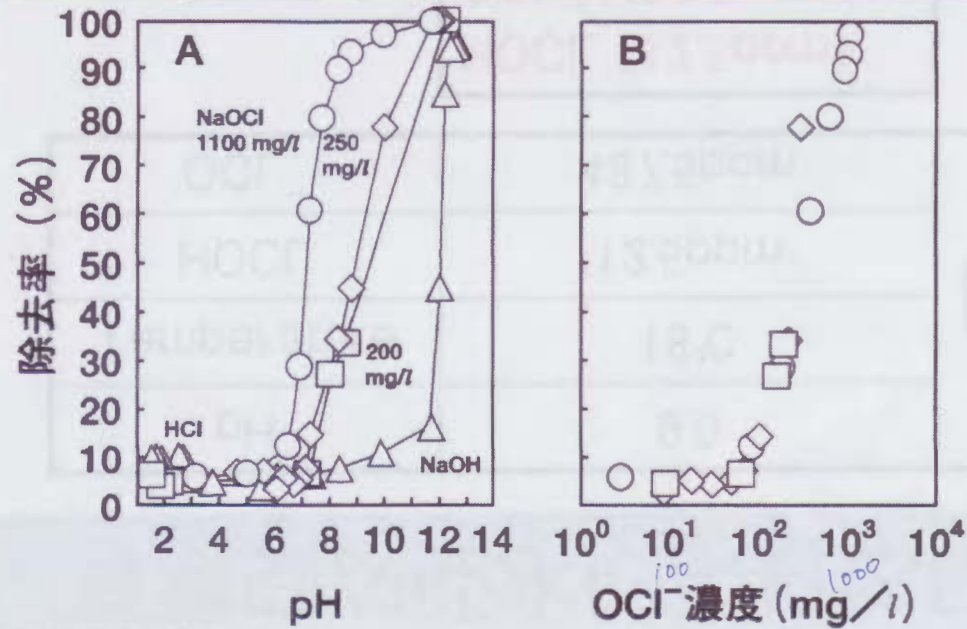 A
B
100
90
80
70
60
50
40
30
20
10
0
除去率 (%)
NaOCl
1100 mg/l
250
mg/l
200
mg/l
HCl
NaOH
2 4 6 8 10 12 14
pH
10⁰ 10¹ 10² 10³ 10⁴
100
1000
OCl⁻濃度 (mg/l)